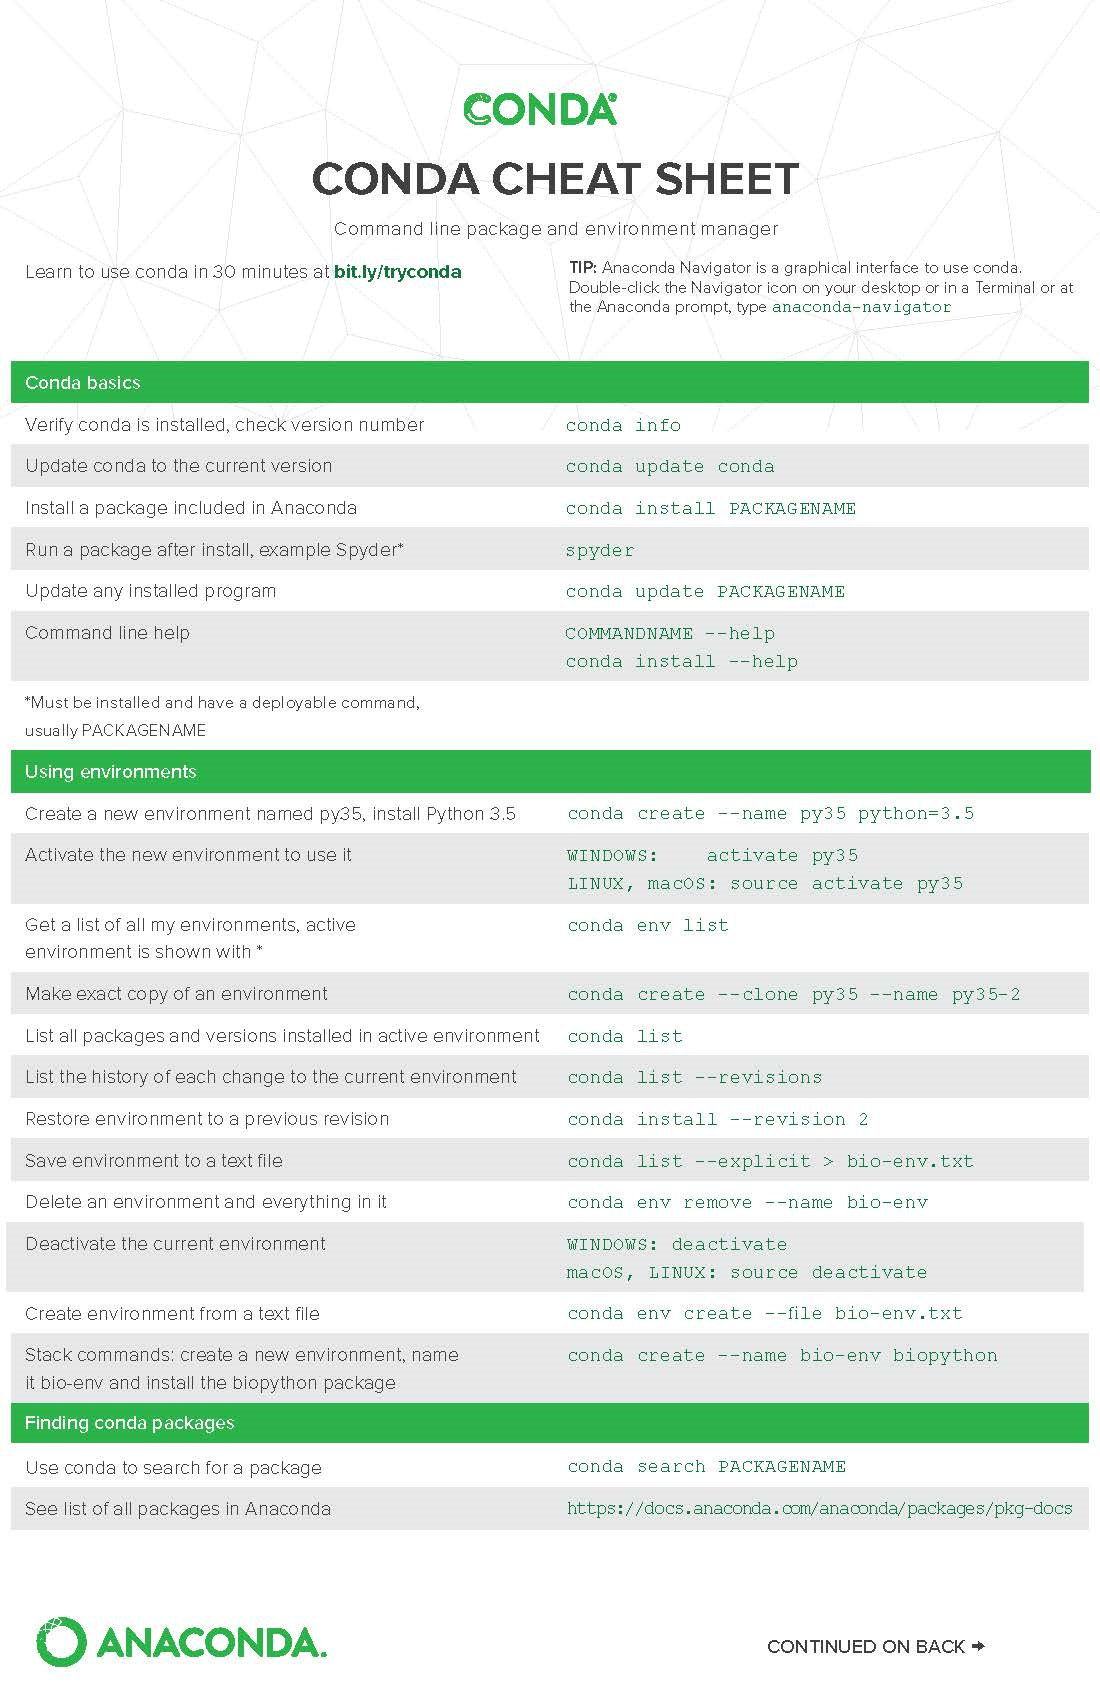 CONDA®
CONDA CHEAT SHEET
Command line package and environment manager
Learn to use conda in 30 minutes at bit.ly/tryconda
TIP: Anaconda Navigator is a graphical interface to use conda.
Double-click the Navigator icon on your desktop or in a Terminal or at
the Anaconda prompt, type anaconda-navigator
Conda basics
Verify conda is installed, check version number conda info
Update conda to the current version conda update conda
Install a package included in Anaconda conda install PACKAGENAME
Run a package after install, example Spyder* spyder
Update any installed program conda update PACKAGENAME
Command line help COMMANDNAME --help
conda install --help
*Must be installed and have a deployable command,
usually PACKAGENAME
Using environments
Create a new environment named py35, install Python 3.5 conda create --name py35 python=3.5
Activate the new environment to use it WINDOWS: activate py35
LINUX, macOS: source activate py35
Get a list of all my environments, active conda env list
environment is shown with *
Make exact copy of an environment conda create --clone py35 --name py35-2
List all packages and versions installed in active environment conda list
List the history of each change to the current environment conda list --revisions
Restore environment to a previous revision conda install --revision 2
Save environment to a text file conda list --explicit > bio-env.txt
Delete an environment and everything in it conda env remove --name bio-env
Deactivate the current environment WINDOWS: deactivate
macOS, LINUX: source deactivate
Create environment from a text file conda env create --file bio-env.txt
Stack commands: create a new environment, name conda create --name bio-env biopython
it bio-env and install the biopython package
Finding conda packages
Use conda to search for a package conda search PACKAGENAME
See list of all packages in Anaconda https://docs.anaconda.com/anaconda/packages/pkg-docs
ANACONDA.
CONTINUED ON BACK →